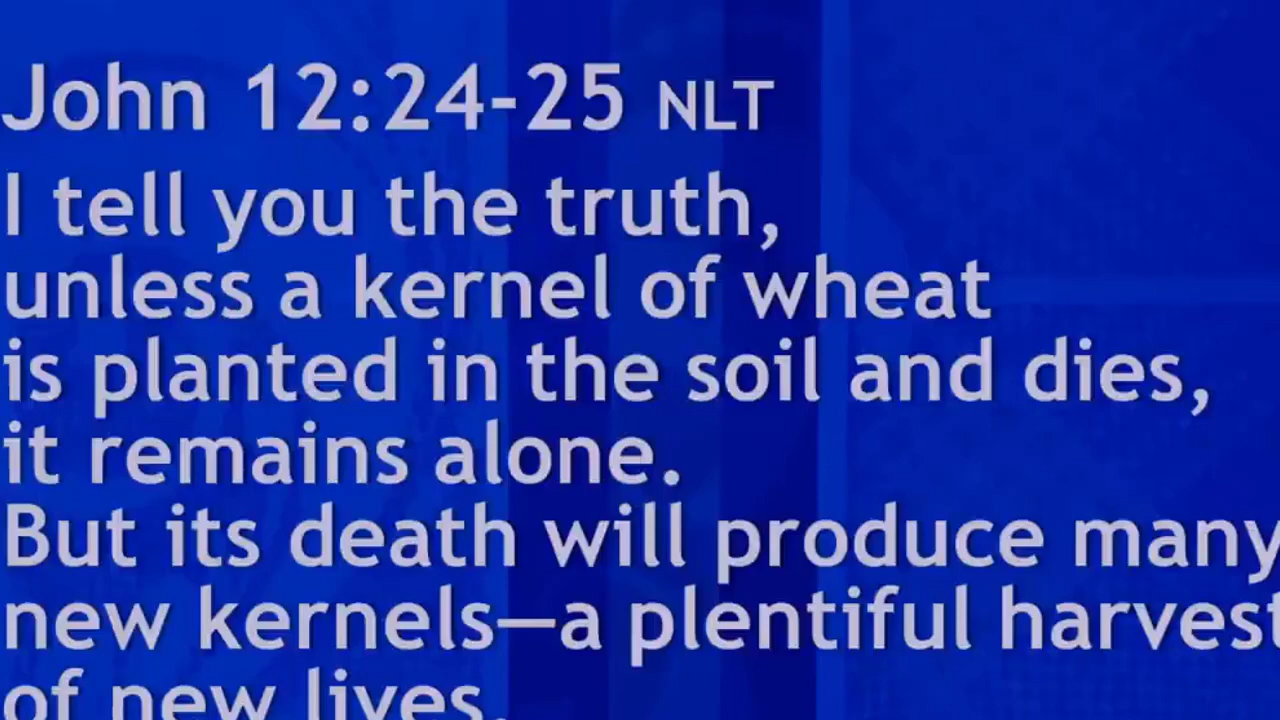 John 12:24-25 NLT
I tell you the truth,
unless a kernel of wheat
is planted in the soil and dies,
it remains alone.
But its death will produce many
new kernels—a plentiful harvest
of new lives.